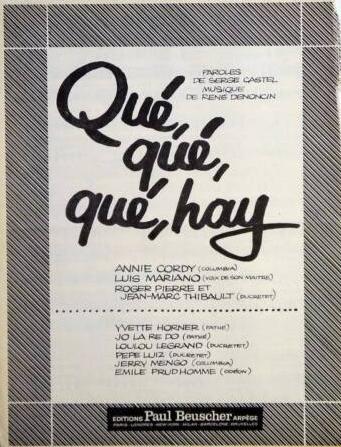 PAROLES
DE SERGE CASTEL
MUSIQUE
DE RENÉ DENONCIN
Qué,
qué,
qué, hay
ANNIE CORDY (COLUMBIA)
LUIS MARIANO (VOIX DE SON MAITRE)
ROGER PIERRE ET
JEAN-MARC THIBAULT (DUCRETET)
YVETTE HORNER (PATHÉ)
JO LA RE DO (PATHÉ)
LOULOU LEGRAND (DUCRETET)
PEPE LUIZ (DUCRETET)
JERRY MENGO (COLUMBIA)
EMILE PRUD'HOMME (ODÉON)
EDITIONS Paul Beuscher ARPÈGE
PARIS-LONDRES-NEW-YORK-MILAN-BARCELONE-BRUXELLES